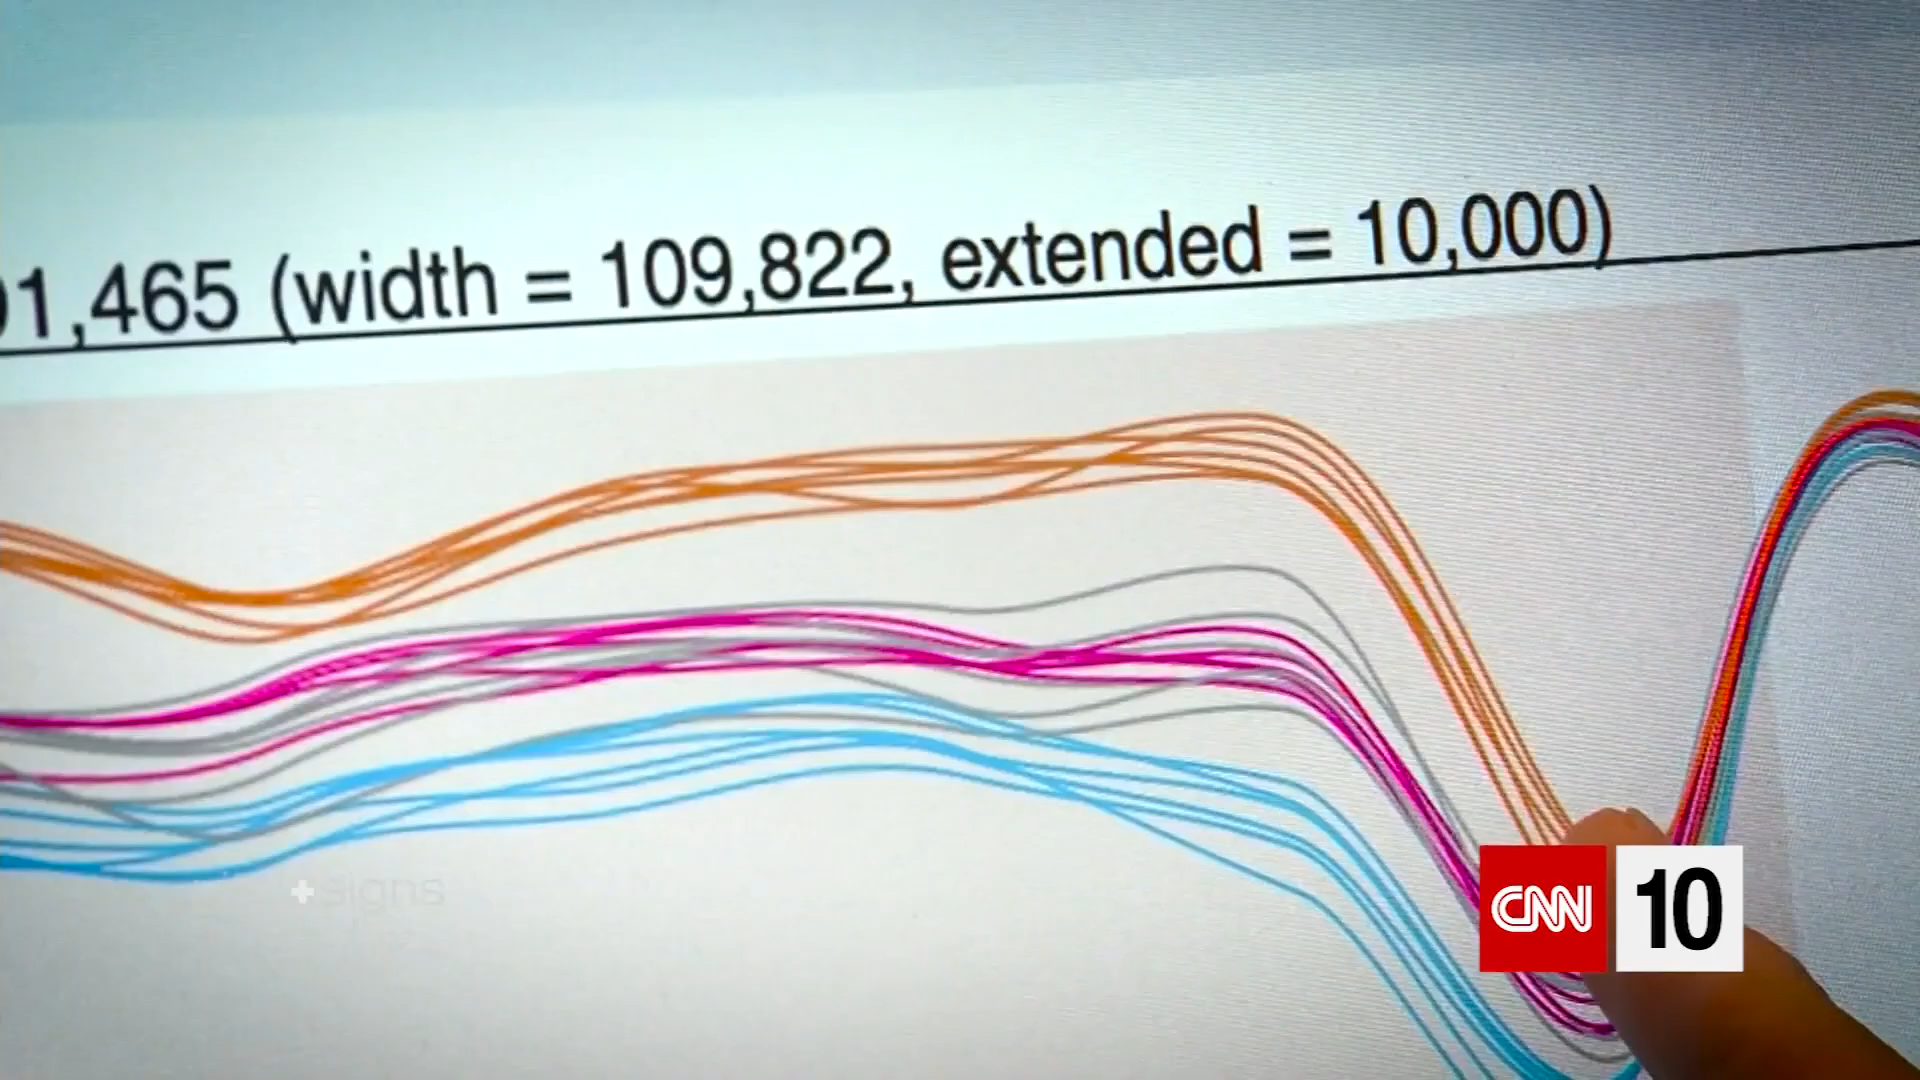 1,465 (width = 109,822, extended = 10,000)
+signs
CNN 10